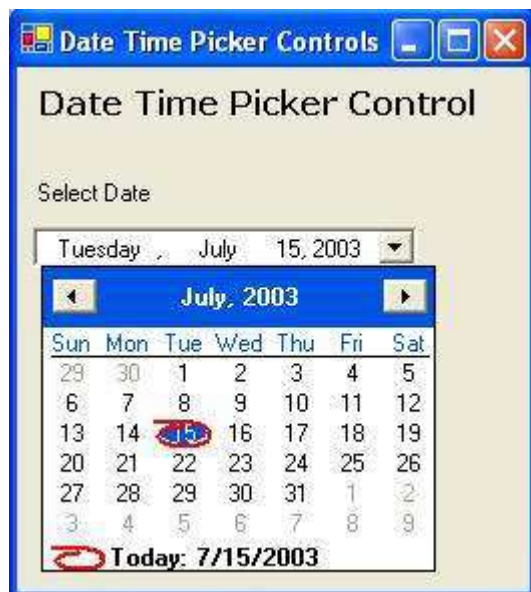 Date Time Picker Controls
Date Time Picker Control
Select Date
Tuesday , July 15, 2003
July, 2003
Sun Mon Tue Wed Thu Fri Sat
29 30 1 2 3 4 5
6 7 8 9 10 11 12
13 14 15 16 17 18 19
20 21 22 23 24 25 26
27 28 29 30 31 1 2
3 4 5 6 7 8 9
Today: 7/15/2003